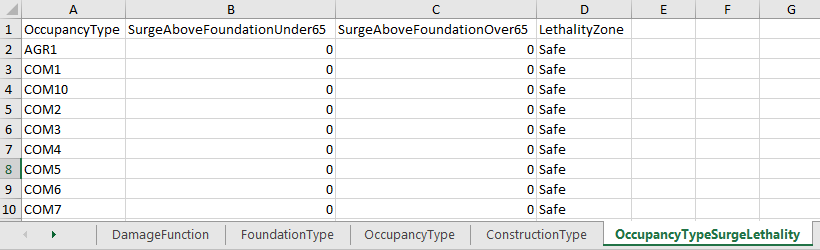 A B C D E F G
1 OccupancyType SurgeAboveFoundationUnder65 SurgeAboveFoundationOver65 LethalityZone
2 AGR1 0 0 Safe
3 COM1 0 0 Safe
4 COM10 0 0 Safe
5 COM2 0 0 Safe
6 COM3 0 0 Safe
7 COM4 0 0 Safe
8 COM5 0 0 Safe
9 COM6 0 0 Safe
10 COM7 0 0 Safe
DamageFunction FoundationType OccupancyType ConstructionType OccupancyTypeSurgeLethality